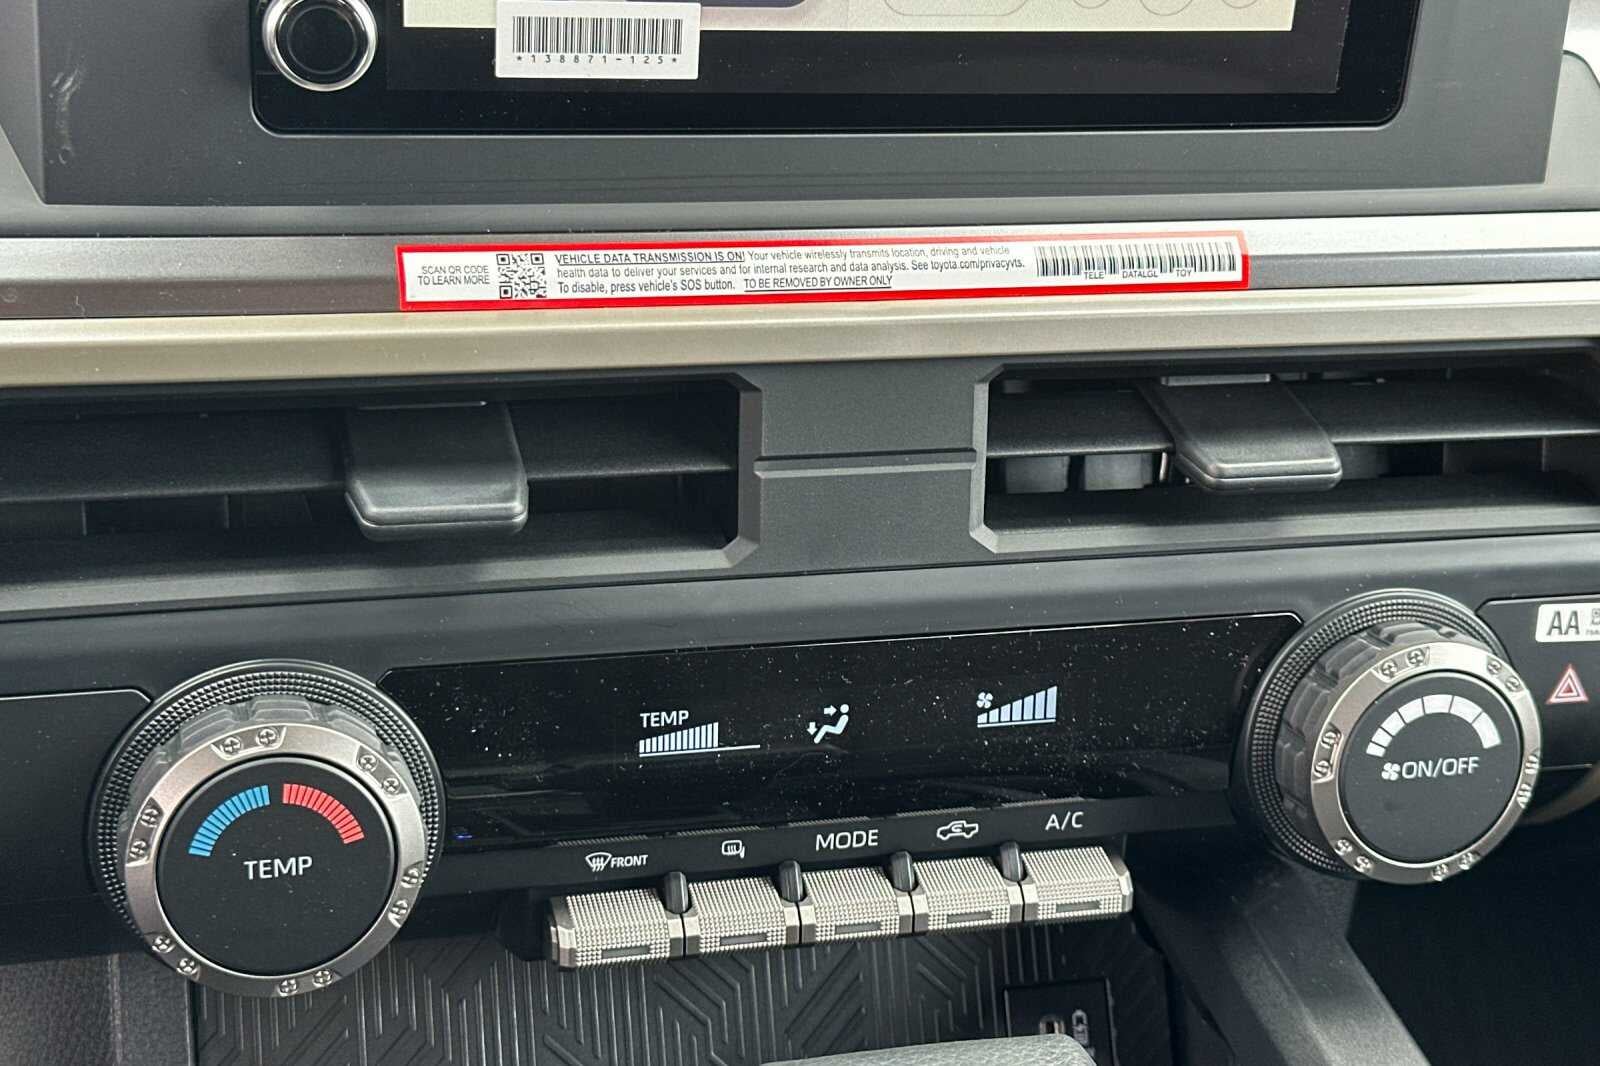 *138871-125*
SCAN QR CODE
TO LEARN MORE
VEHICLE DATA TRANSMISSION IS ON! Your vehicle wirelessly transmits location, driving and vehicle
health data to deliver your services and for internal research and data analysis. See toyota.com/privacyvts.
To disable, press vehicle's SOS button. TO BE REMOVED BY OWNER ONLY
TELE DATALGL TOY
AA
TEMP
ON/OFF
TEMP
FRONT
MODE
A/C